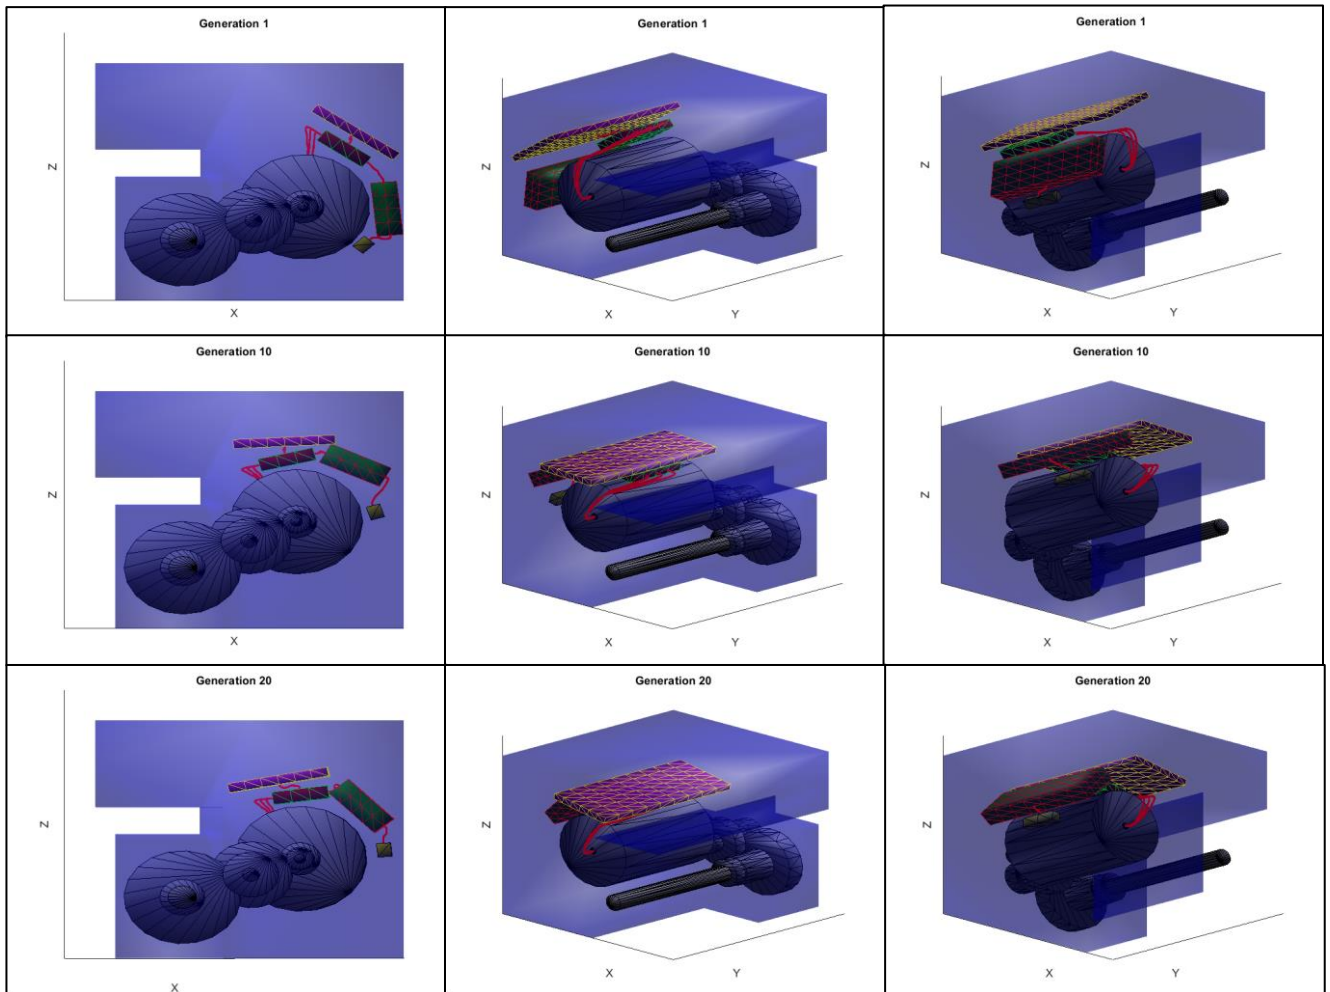 Generation 1
Generation 1
Generation 1
Z
Z
Z
X
X
Y
X
Y
Generation 10
Generation 10
Generation 10
Z
Z
Z
X
X
Y
X
Y
Generation 20
Generation 20
Generation 20
Z
Z
Z
X
X
Y
X
Y